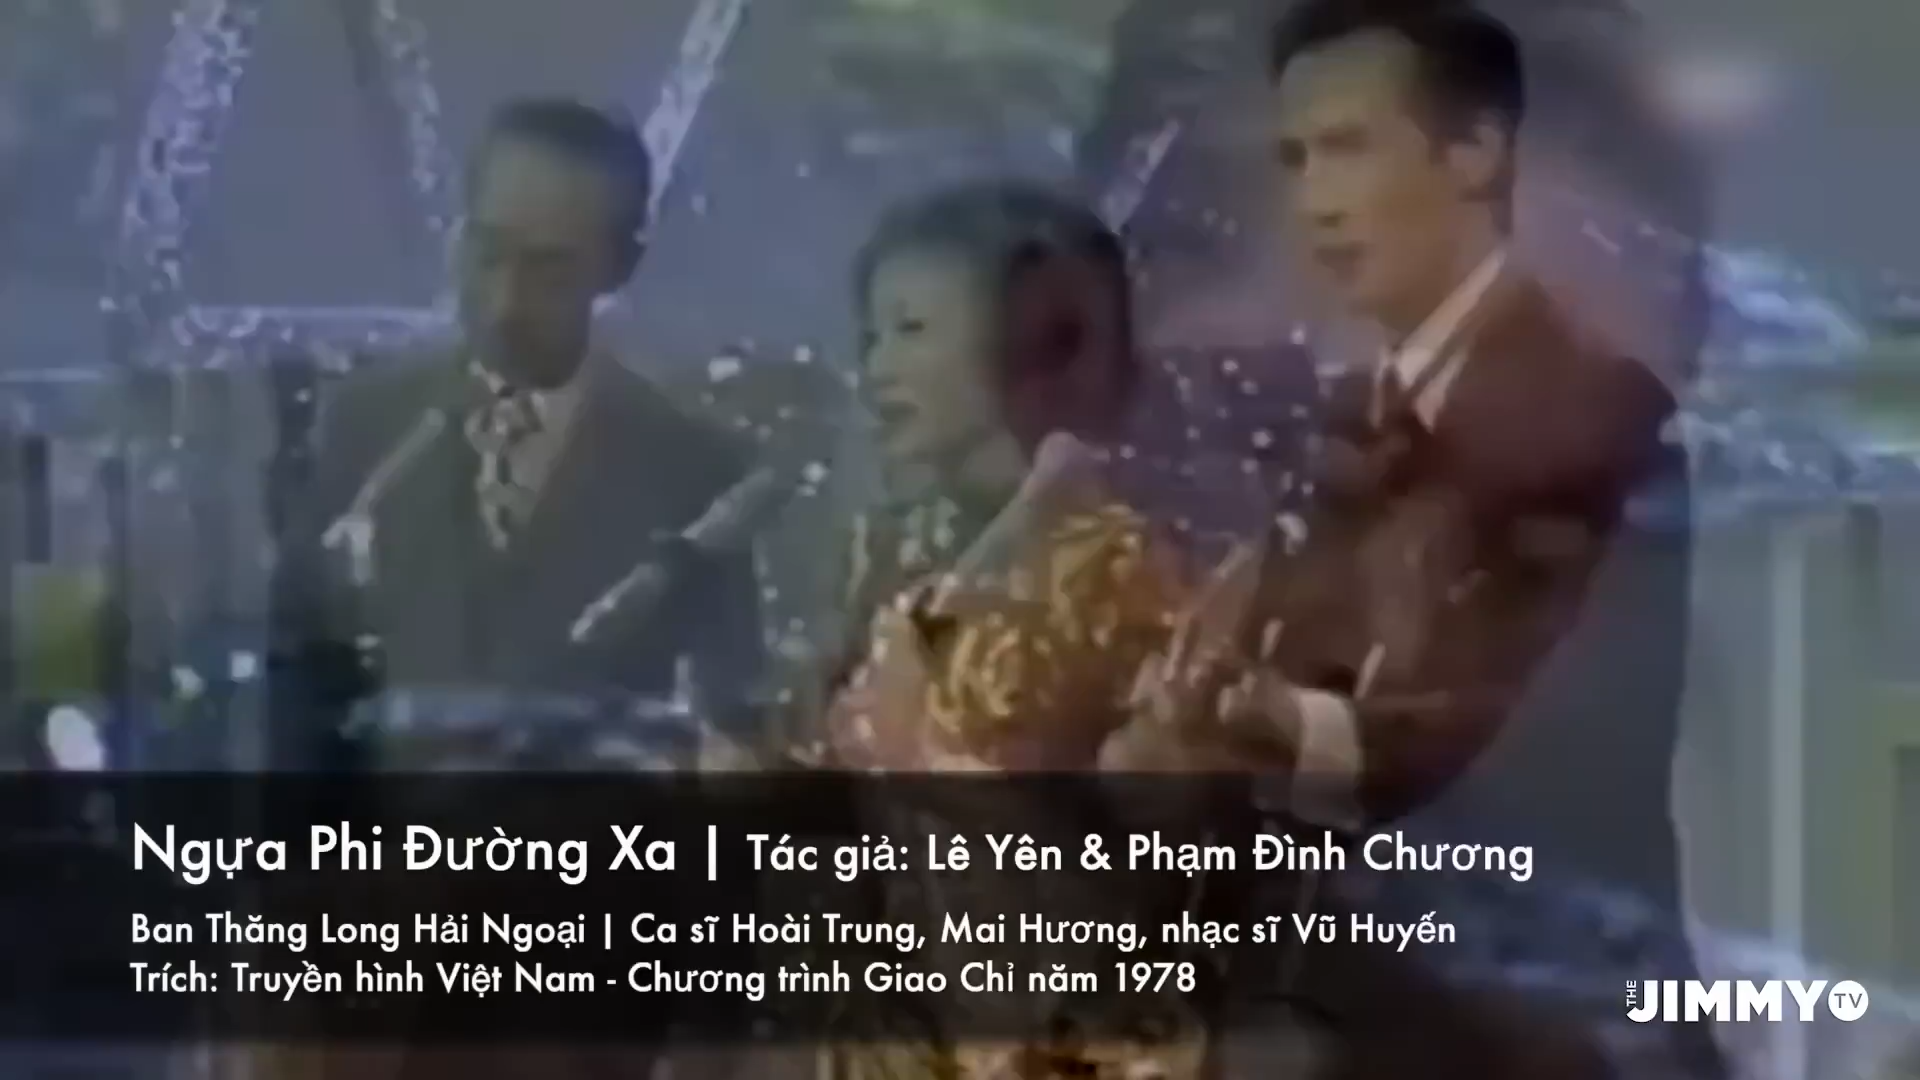 Ngựa Phi Đường Xa | Tác giả: Lê Yên & Phạm Đình Chương
Ban Thăng Long Hải Ngoại | Ca sĩ Hoài Trung, Mai Hương, nhạc sĩ Vũ Huyến
Trích: Truyền hình Việt Nam - Chương trình Giao Chỉ năm 1978
THE JIMMY TV